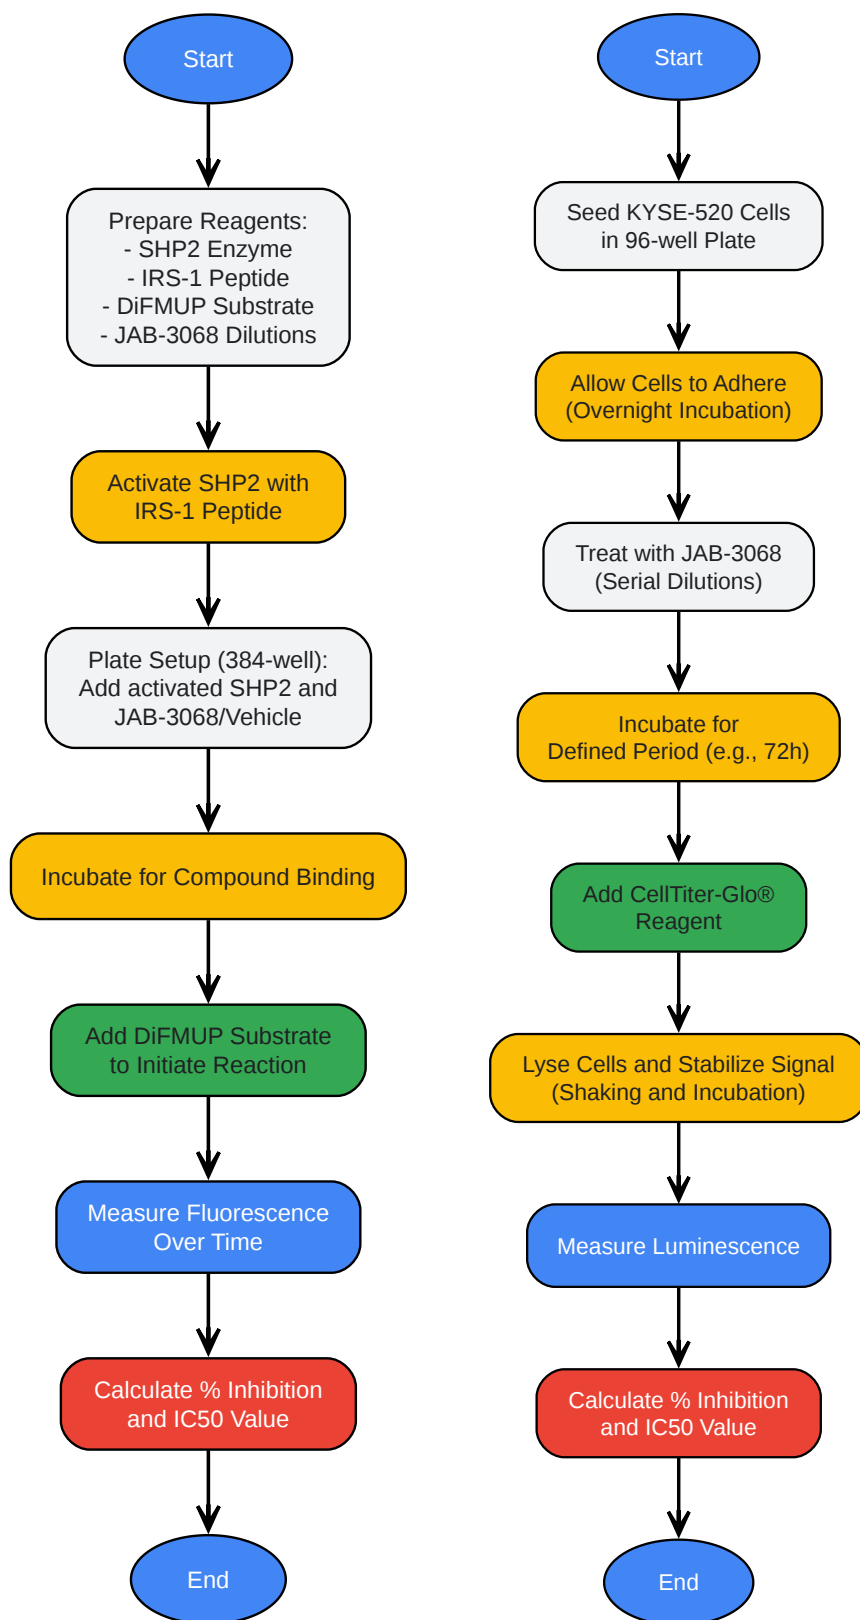 Start
Prepare Reagents:
- SHP2 Enzyme
- IRS-1 Peptide
- DiFMUP Substrate
- JAB-3068 Dilutions
Activate SHP2 with
IRS-1 Peptide
Plate Setup (384-well):
Add activated SHP2 and
JAB-3068/Vehicle
Incubate for Compound Binding
Add DiFMUP Substrate
to Initiate Reaction
Measure Fluorescence
Over Time
Calculate % Inhibition
and IC50 Value
End
Start
Seed KYSE-520 Cells
in 96-well Plate
Allow Cells to Adhere
(Overnight Incubation)
Treat with JAB-3068
(Serial Dilutions)
Incubate for
Defined Period (e.g., 72h)
Add CellTiter-Glo®
Reagent
Lyse Cells and Stabilize Signal
(Shaking and Incubation)
Measure Luminescence
Calculate % Inhibition
and IC50 Value
End